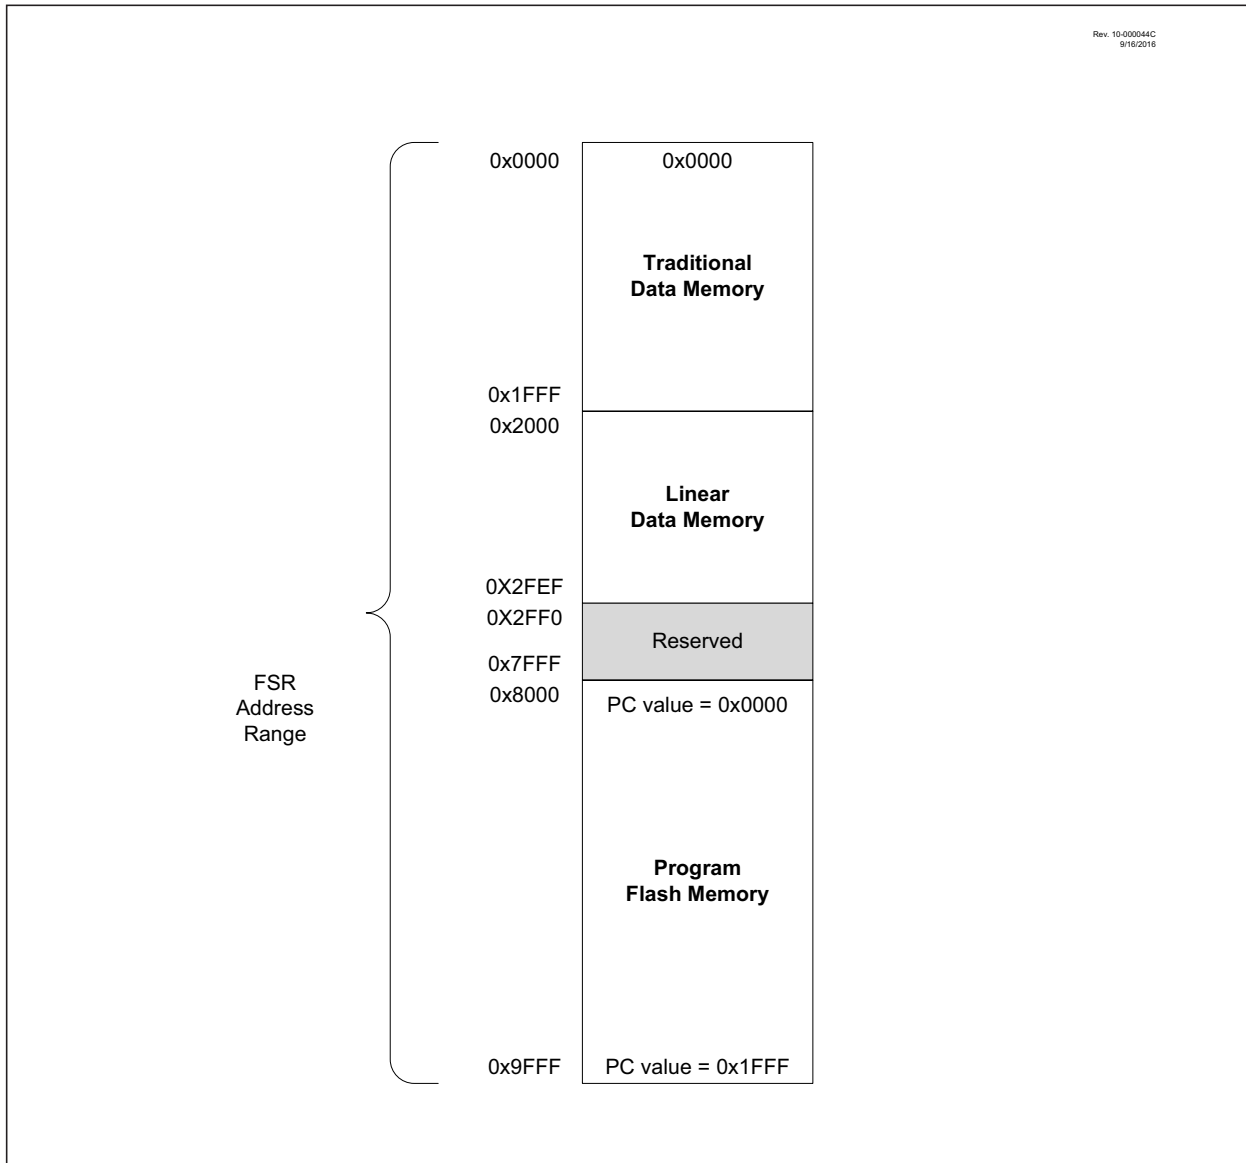 Rev. 10-000044C
9/16/2016
0x0000
0x0000
Traditional
Data Memory
0x1FFF
0x2000
Linear
Data Memory
0X2FEF
0X2FF0
Reserved
0x7FFF
0x8000
PC value = 0x0000
FSR
Address
Range
Program
Flash Memory
0x9FFF
PC value = 0x1FFF